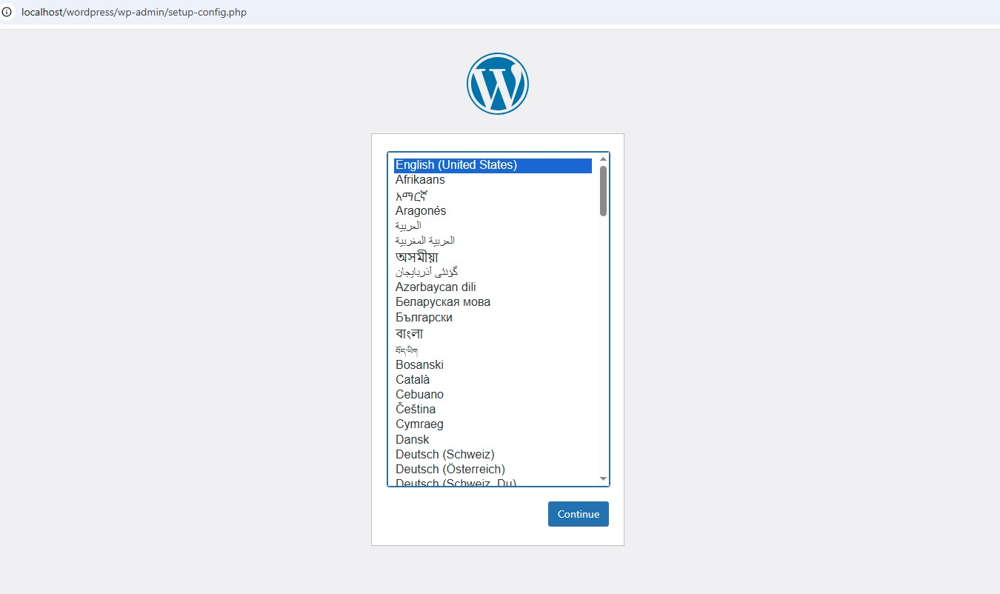 localhost/wordpress/wp-admin/setup-config.php
English (United States)
Afrikaans
አማርኛ
Aragonés
العربية
العربية المغربية
অসমীয়া
گؤنئی آذربایجان
Azərbaycan dili
Беларуская мова
Български
বাংলা
བོད་ཡིག
Bosanski
Català
Cebuano
Čeština
Cymraeg
Dansk
Deutsch (Schweiz)
Deutsch (Österreich)
Deutsch (Schweiz, Du)
Continue